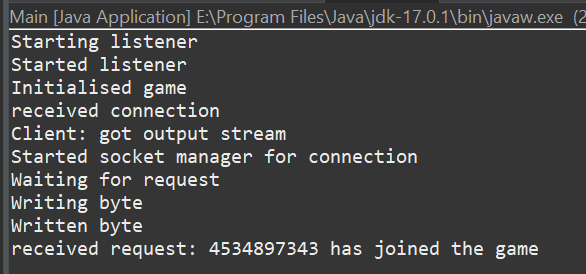 Main [Java Application] E:\Program Files\Java\jdk-17.0.1\bin\javaw.exe (2
Starting listener
Started listener
Initialised game
received connection
Client: got output stream
Started socket manager for connection
Waiting for request
Writing byte
Written byte
received request: 4534897343 has joined the game